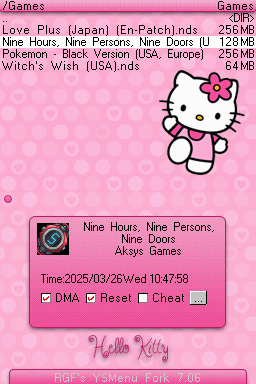 /Games Games
.. <DIR>
Love Plus (Japan) (En-Patch).nds 256MB
Nine Hours, Nine Persons, Nine Doors (U 128MB
Pokemon - Black Version (USA, Europe) 256MB
Witch's Wish (USA).nds 64MB
Nine Hours, Nine Persons,
Nine Doors
Aksys Games
Time:2025/03/26Wed 10:47:58
DMA Reset Cheat ...
Hello Kitty
RGF's YSMenu Fork 7.06